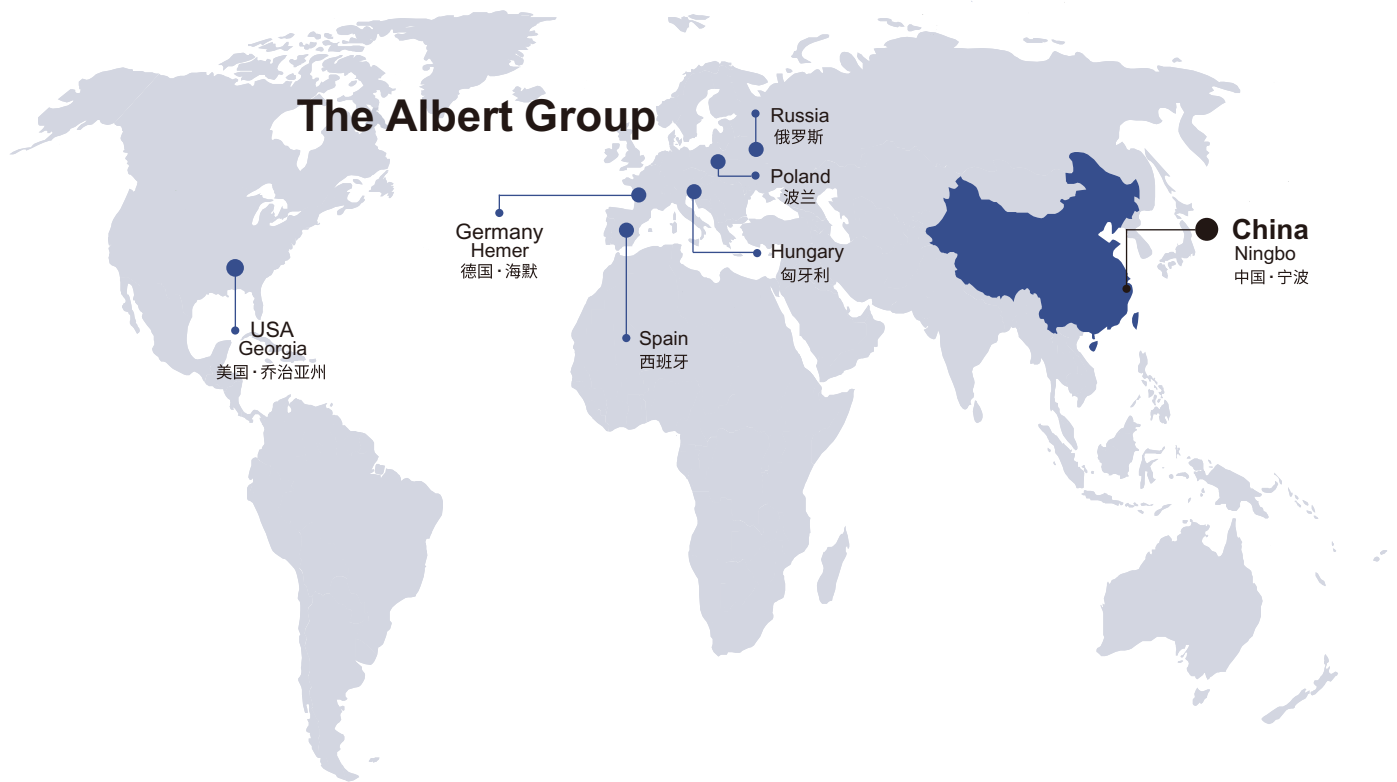 The Albert Group
Russia
俄罗斯
Poland
波兰
Germany
Hemer
德国·海默
Hungary
匈牙利
China
Ningbo
中国·宁波
USA
Georgia
美国·乔治亚州
Spain
西班牙